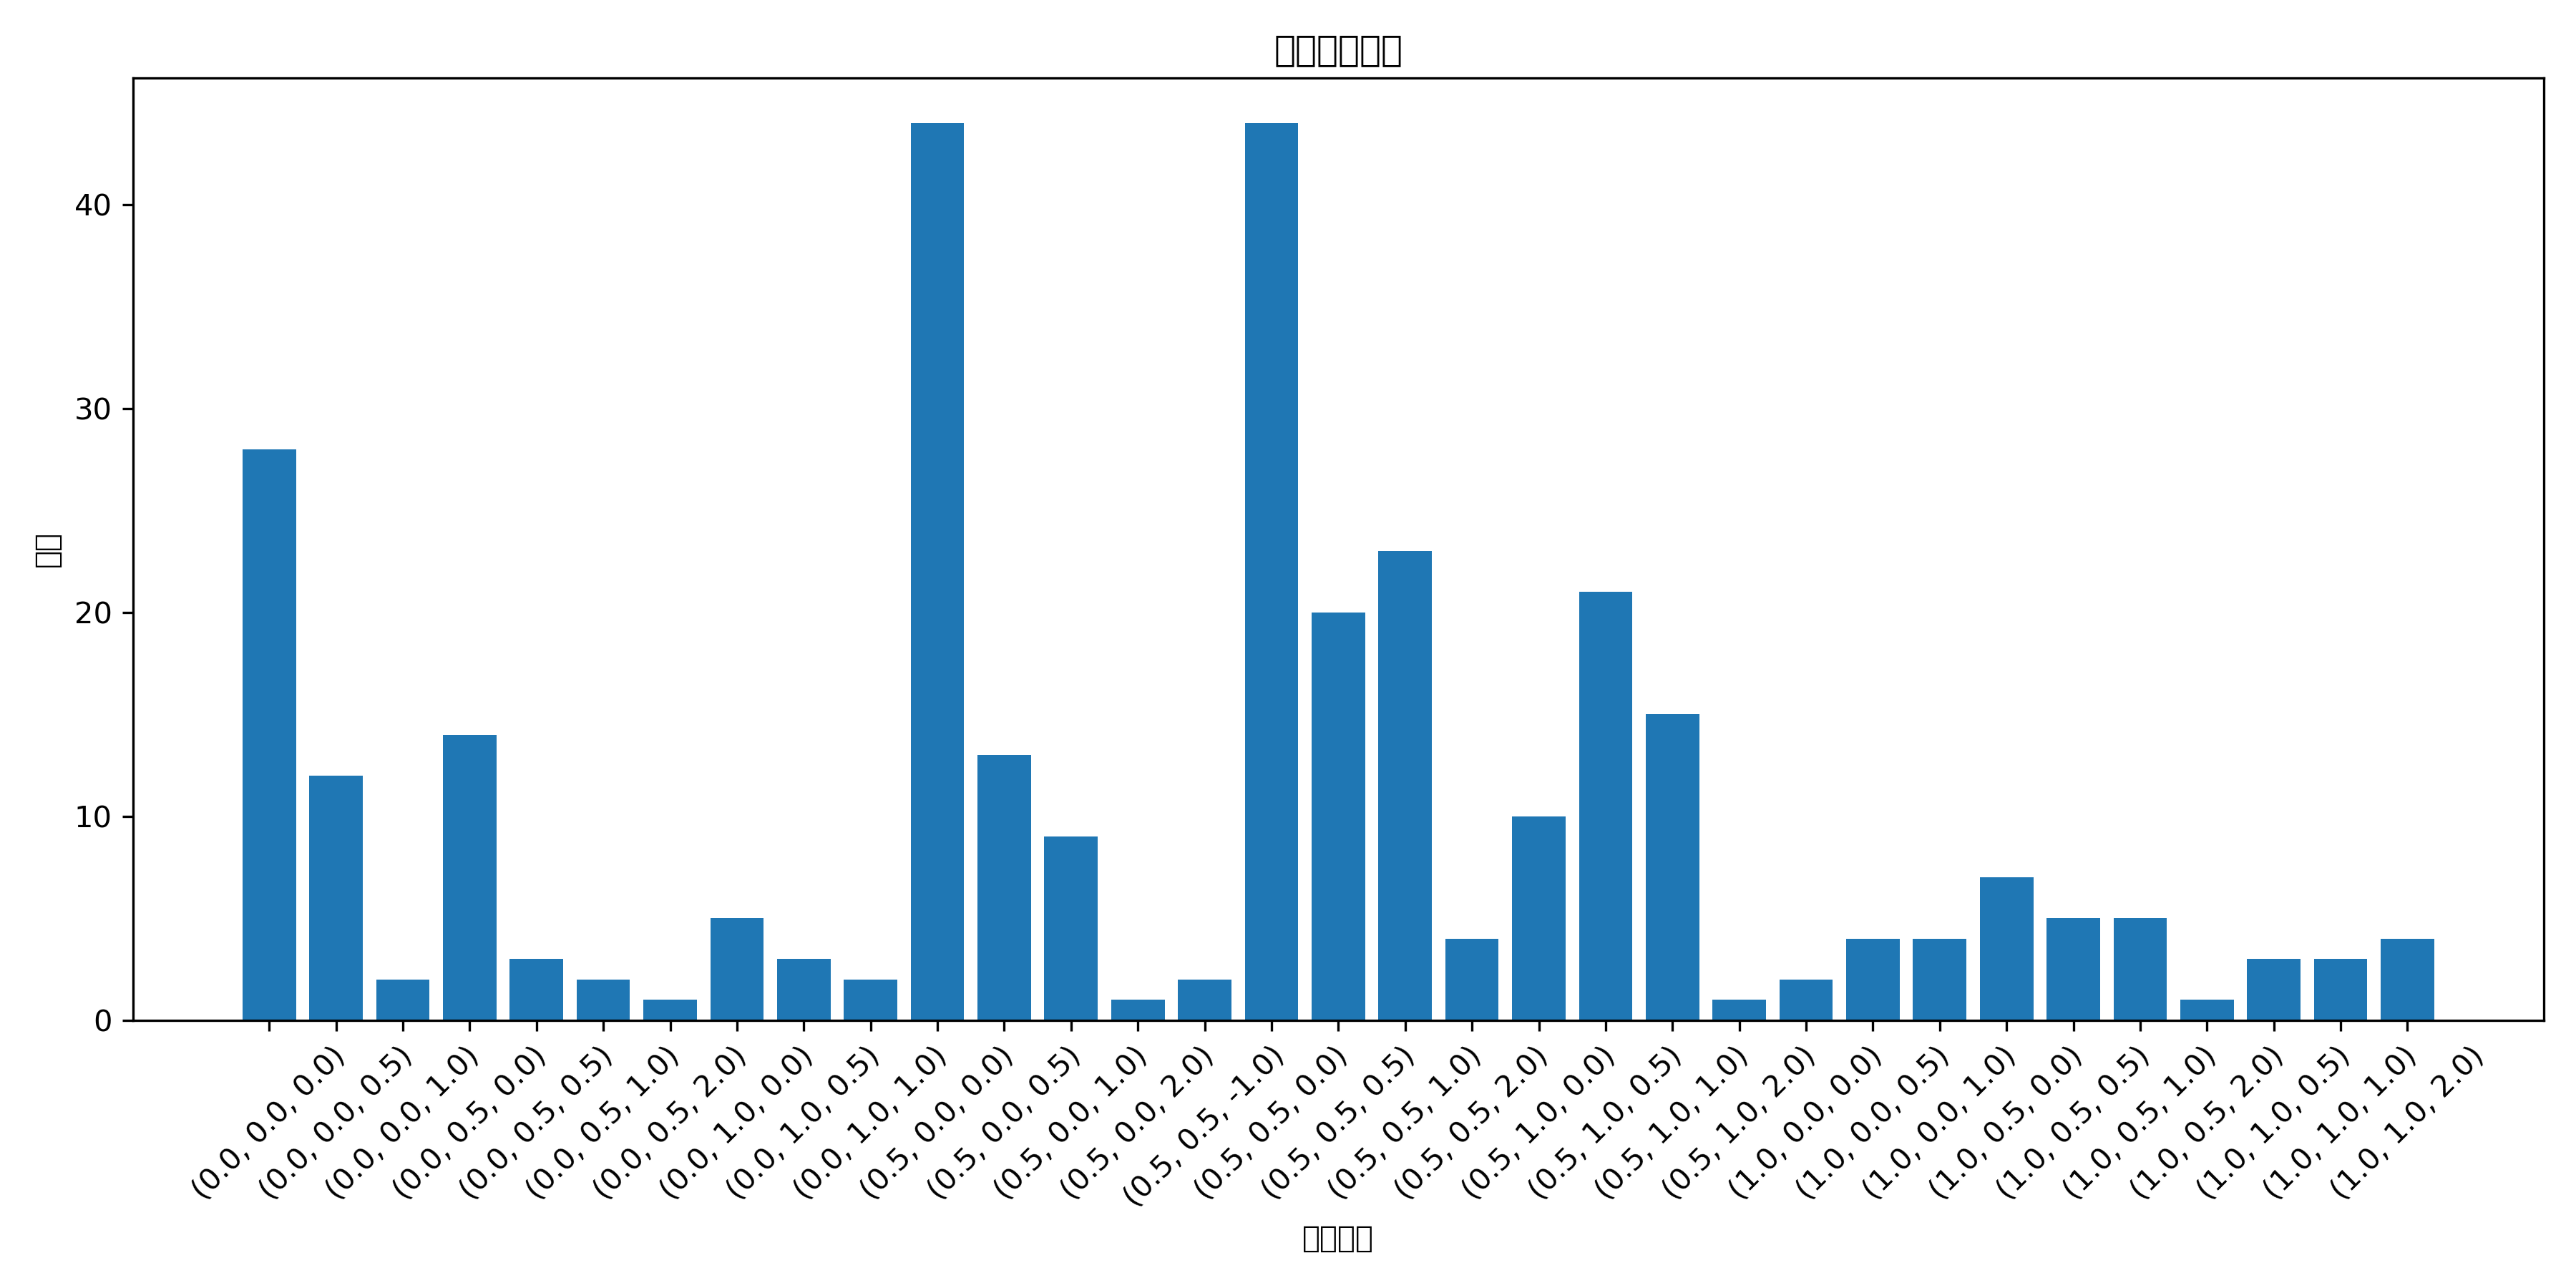 40
30
20
10
0
(0.0, 0.0, 0.0)
(0.0, 0.0, 0.5)
(0.0, 0.0, 1.0)
(0.0, 0.5, 0.0)
(0.0, 0.5, 0.5)
(0.0, 0.5, 1.0)
(0.0, 0.5, 2.0)
(0.0, 1.0, 0.0)
(0.0, 1.0, 0.5)
(0.0, 1.0, 1.0)
(0.5, 0.0, 0.0)
(0.5, 0.0, 0.5)
(0.5, 0.0, 1.0)
(0.5, 0.0, 2.0)
(0.5, 0.5, -1.0)
(0.5, 0.5, 0.0)
(0.5, 0.5, 0.5)
(0.5, 0.5, 1.0)
(0.5, 0.5, 2.0)
(0.5, 1.0, 0.0)
(0.5, 1.0, 0.5)
(0.5, 1.0, 1.0)
(0.5, 1.0, 2.0)
(1.0, 0.0, 0.0)
(1.0, 0.0, 0.5)
(1.0, 0.0, 1.0)
(1.0, 0.5, 0.0)
(1.0, 0.5, 0.5)
(1.0, 0.5, 1.0)
(1.0, 0.5, 2.0)
(1.0, 1.0, 0.5)
(1.0, 1.0, 1.0)
(1.0, 1.0, 2.0)